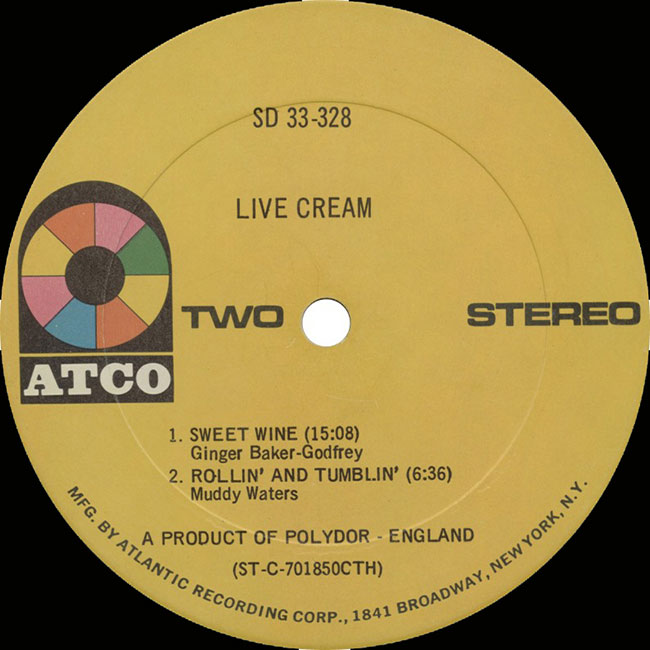 SD 33-328
LIVE CREAM
ATCO
TWO
STEREO
1. SWEET WINE (15:08)
Ginger Baker-Godfrey
2. ROLLIN' AND TUMBLIN' (6:36)
Muddy Waters
A PRODUCT OF POLYDOR - ENGLAND
(ST-C-701850CTH)
MFG. BY ATLANTIC RECORDING CORP., 1841 BROADWAY, NEW YORK, N.Y.